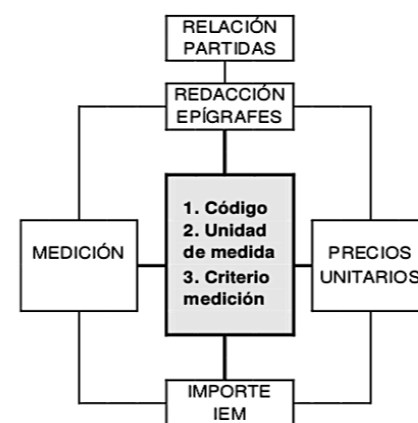 RELACIÓN
PARTIDAS
REDACCIÓN
EPÍGRAFES
1. Código
2. Unidad
de medida
3. Criterio
medición
MEDICIÓN
PRECIOS
UNITARIOS
IMPORTE
IEM